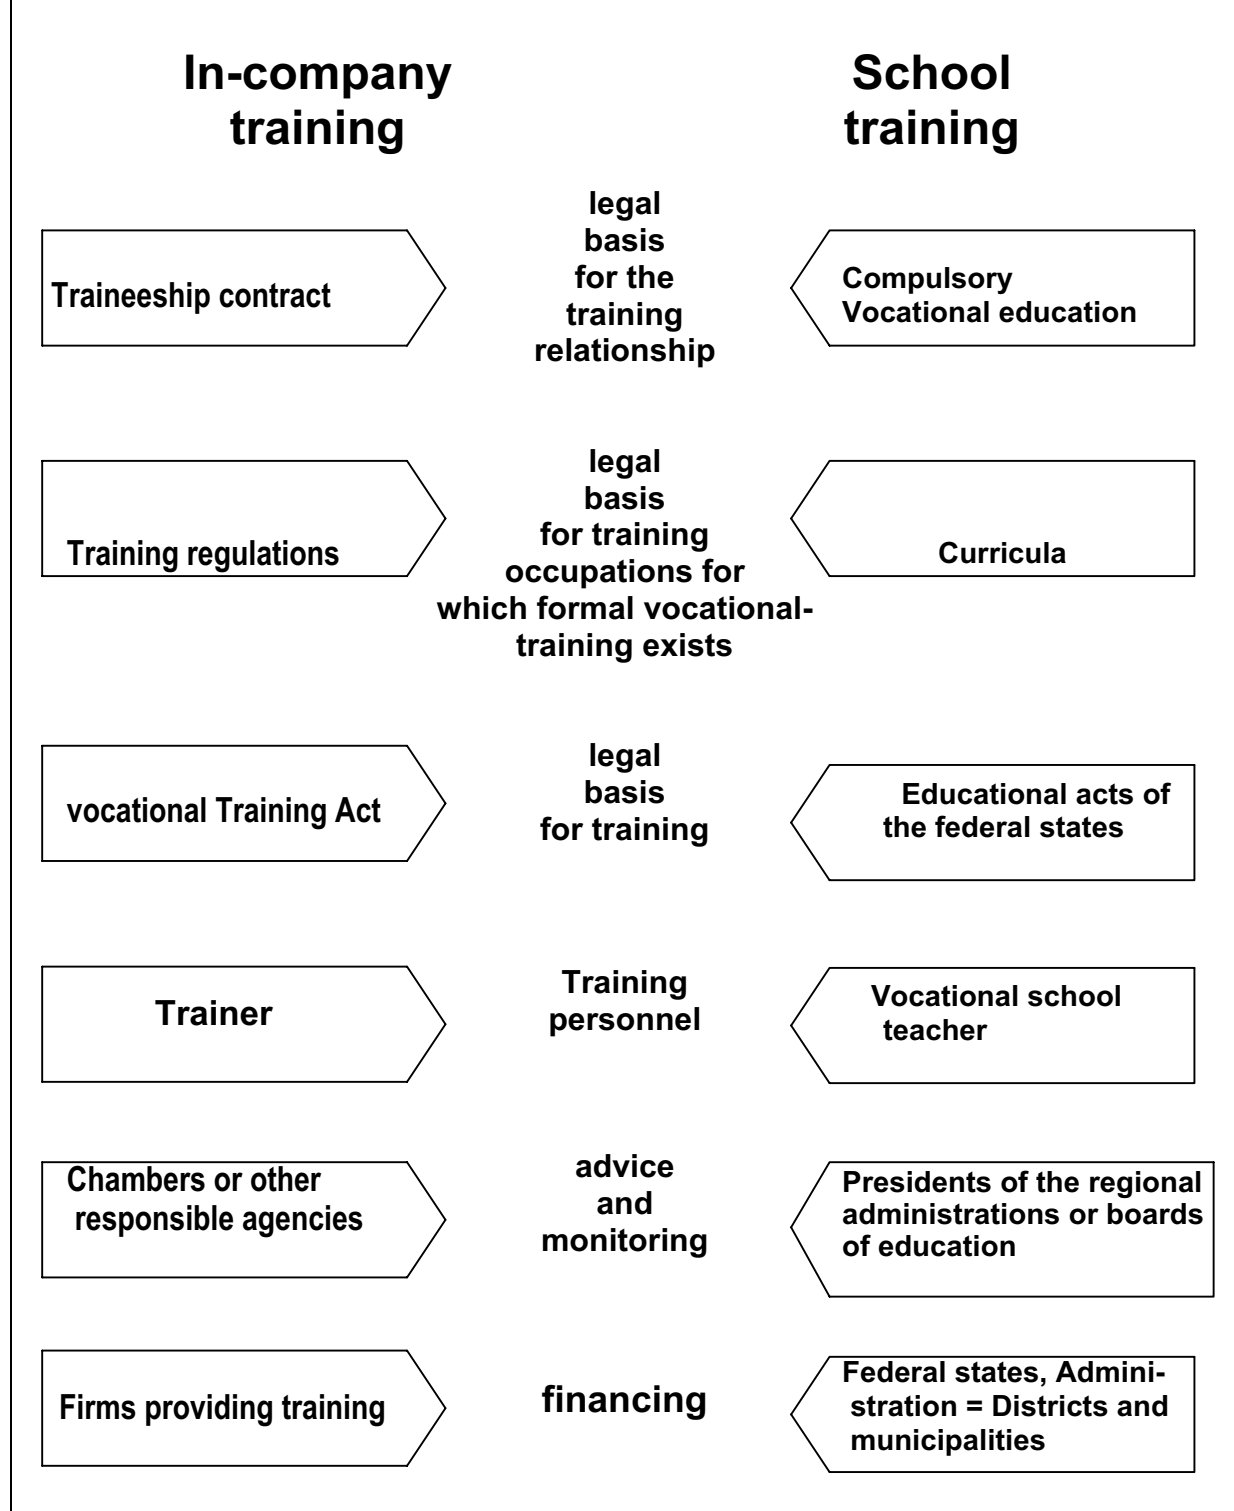 In-company
training
School
training
Traineeship contract
legal
basis
for the
training
relationship
Compulsory
Vocational education
Training regulations
legal
basis
for training
occupations for
which formal vocational-
training exists
Curricula
vocational Training Act
legal
basis
for training
Educational acts of
the federal states
Trainer
Training
personnel
Vocational school
teacher
Chambers or other
responsible agencies
advice
and
monitoring
Presidents of the regional
administrations or boards
of education
Firms providing training
financing
Federal states, Admini-
stration = Districts and
municipalities